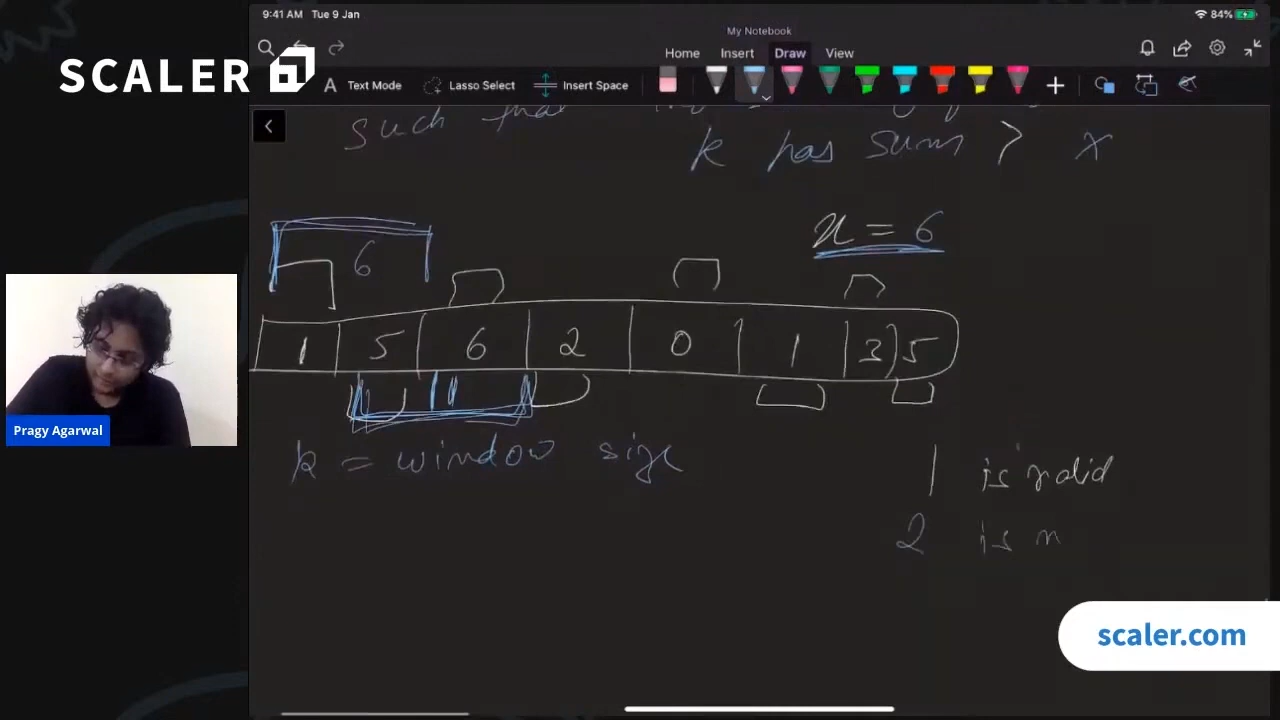 9:41 AM Tue 9 Jan
84%
My Notebook
SCALER
Home Insert Draw View
Text Mode Lasso Select Insert Space
such that
k has sum > x
x = 6
6
1 5 6 2 0 1 3 5
Pragy Agarwal
k = window size
1 is valid
2 is n
scaler.com